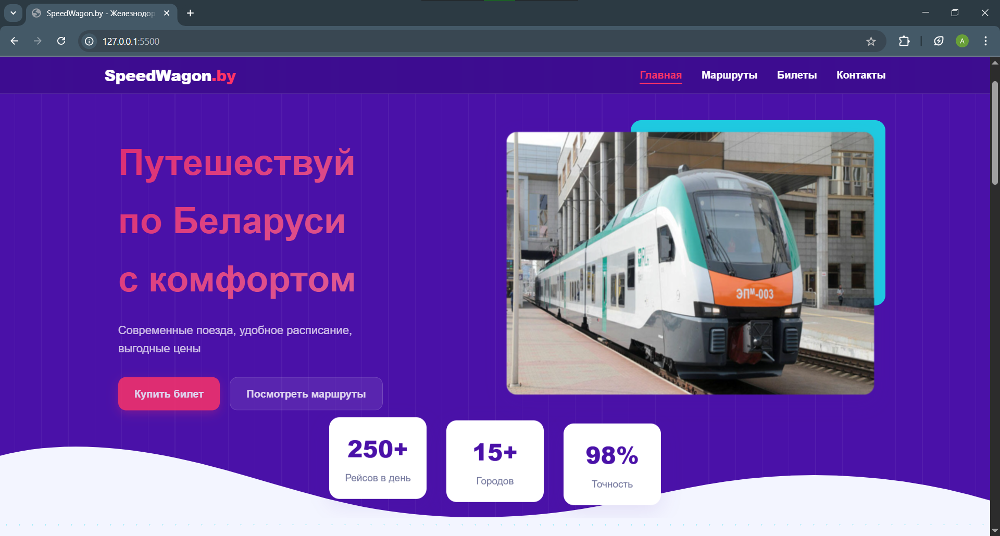 SpeedWagon.by - Железнодор
127.0.0.1:5500
A
SpeedWagon.by
Главная Маршруты Билеты Контакты
Путешествуй
по Беларуси
с комфортом
Современные поезда, удобное расписание,
выгодные цены
Купить билет Посмотреть маршруты
ЭПМ-003
250+
Рейсов в день
15+
Городов
98%
Точность